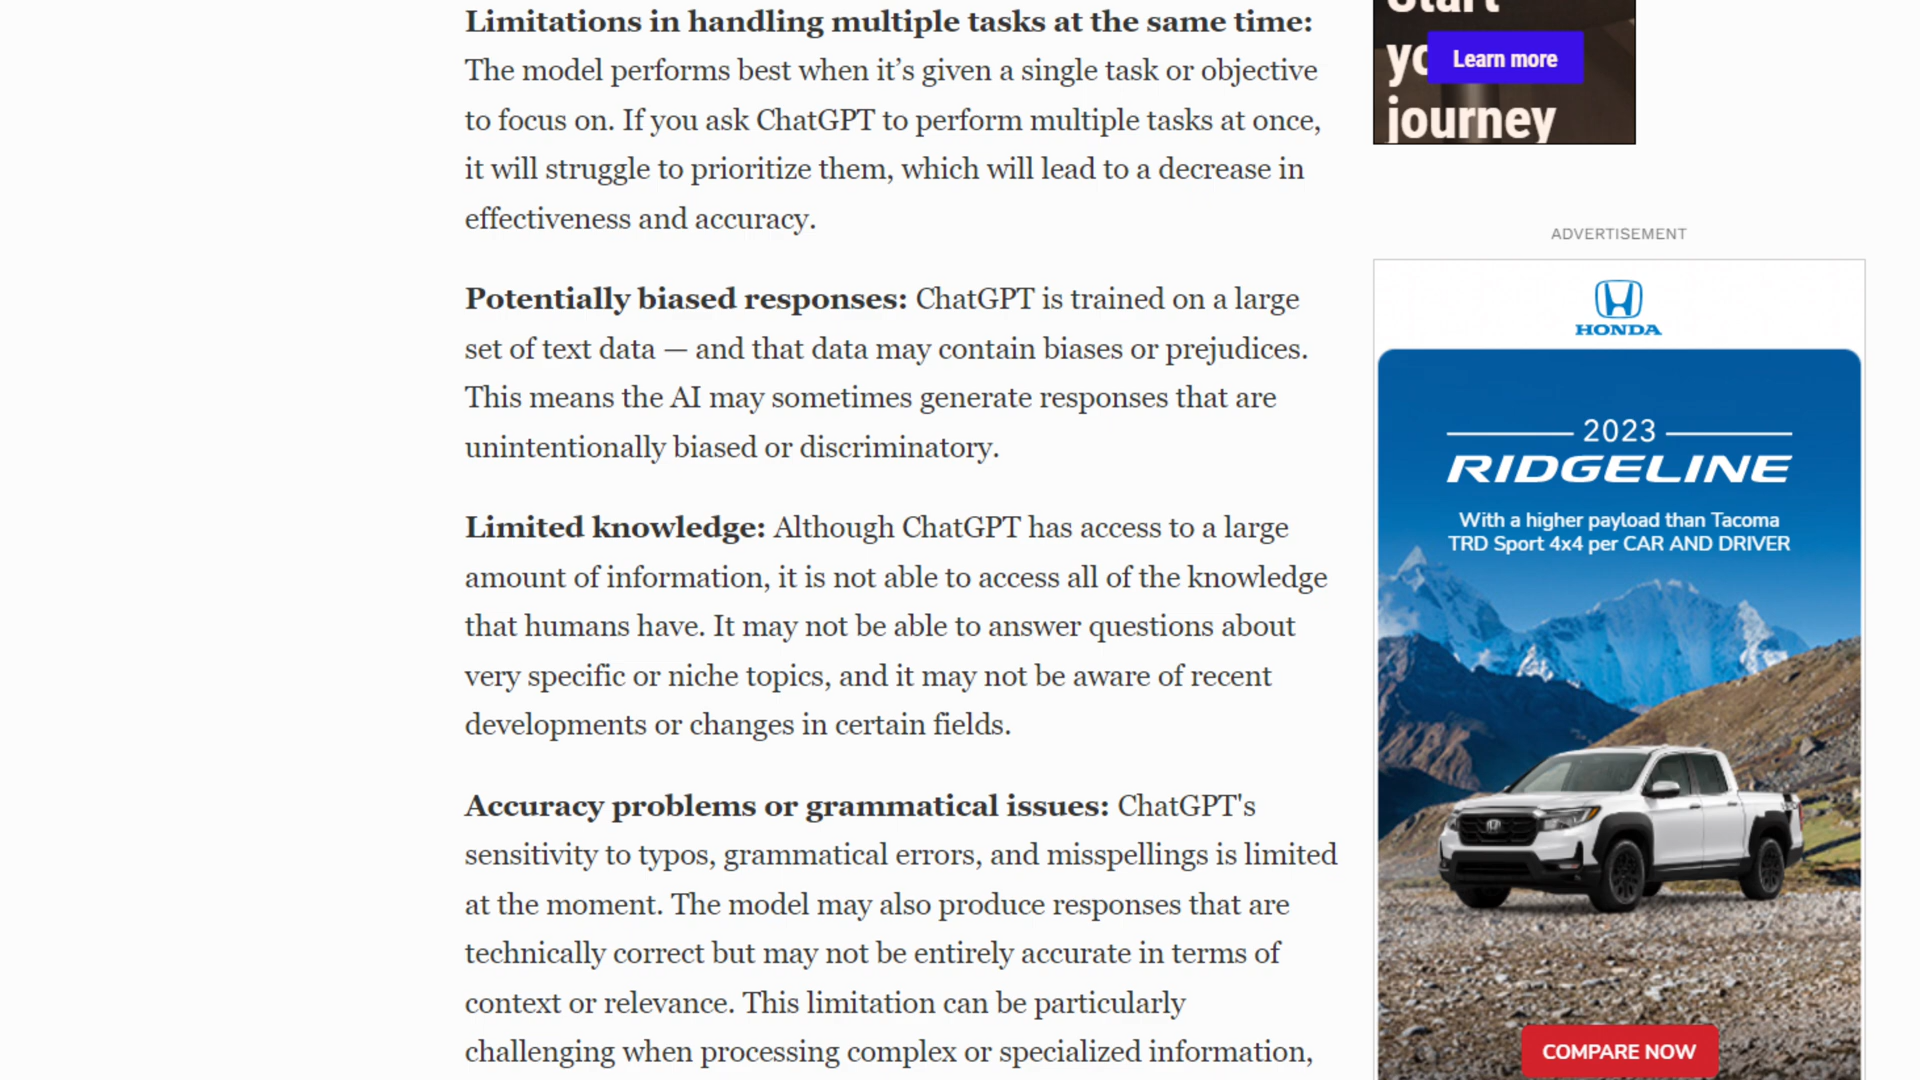 Limitations in handling multiple tasks at the same time:
The model performs best when it’s given a single task or objective
to focus on. If you ask ChatGPT to perform multiple tasks at once,
it will struggle to prioritize them, which will lead to a decrease in
effectiveness and accuracy.
Potentially biased responses: ChatGPT is trained on a large
set of text data — and that data may contain biases or prejudices.
This means the AI may sometimes generate responses that are
unintentionally biased or discriminatory.
Limited knowledge: Although ChatGPT has access to a large
amount of information, it is not able to access all of the knowledge
that humans have. It may not be able to answer questions about
very specific or niche topics, and it may not be aware of recent
developments or changes in certain fields.
Accuracy problems or grammatical issues: ChatGPT's
sensitivity to typos, grammatical errors, and misspellings is limited
at the moment. The model may also produce responses that are
technically correct but may not be entirely accurate in terms of
context or relevance. This limitation can be particularly
challenging when processing complex or specialized information,
Start
Learn more
journey
ADVERTISEMENT
HONDA
2023
RIDGELINE
With a higher payload than Tacoma
TRD Sport 4x4 per CAR AND DRIVER
COMPARE NOW